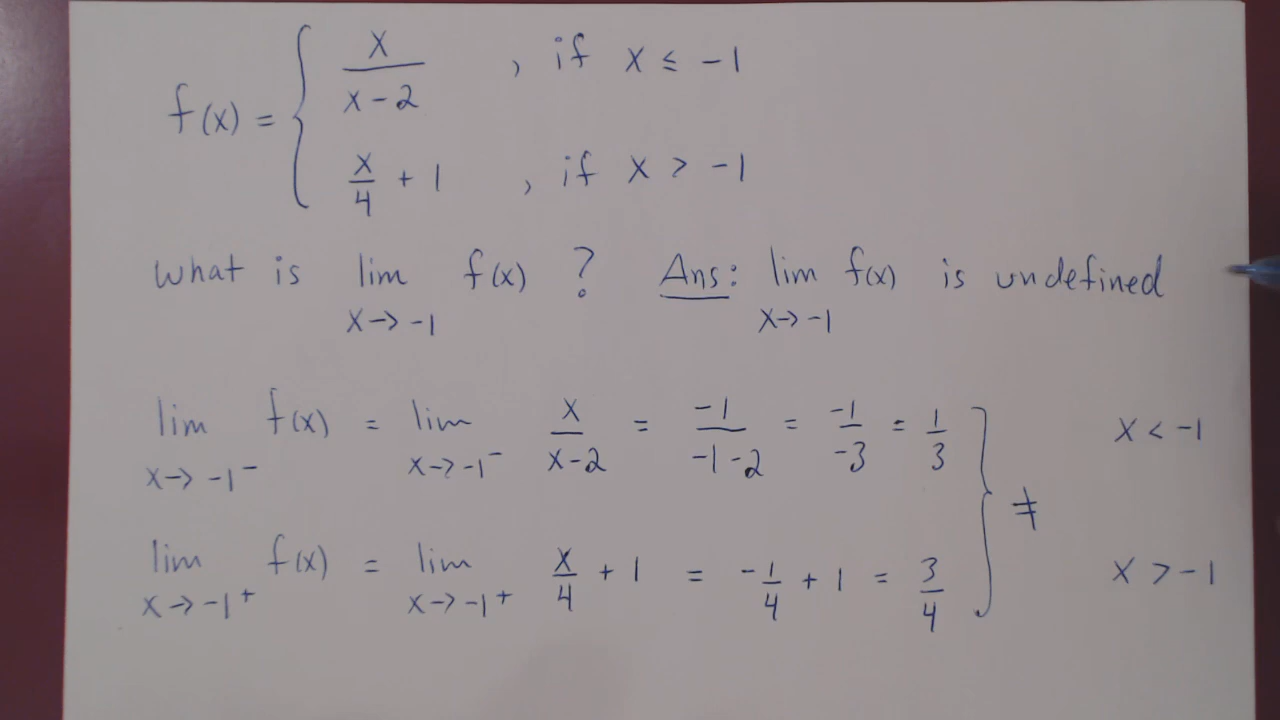 f(x) = { x/(x-2) , if x ≤ -1
x/4 + 1 , if x > -1
What is lim f(x) ? Ans: lim f(x) is undefined
x→ -1 x→ -1
lim f(x) = lim x/(x-2) = -1/(-1-2) = -1/-3 = 1/3 } ≠ x < -1
x→ -1⁻ x→ -1⁻
lim f(x) = lim x/4 + 1 = -1/4 + 1 = 3/4 x > -1
x→ -1⁺ x→ -1⁺